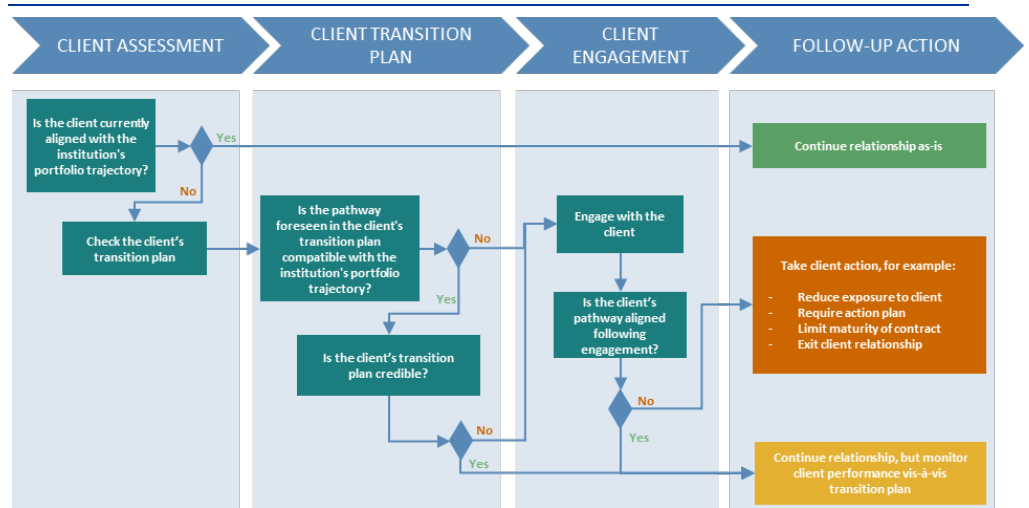 CLIENT ASSESSMENT
CLIENT TRANSITION
PLAN
CLIENT
ENGAGEMENT
FOLLOW-UP ACTION
Is the client currently
aligned with the
institution's
portfolio trajectory?
Yes
No
Check the client's
transition plan
Is the pathway
foreseen in the client's
transition plan
compatible with the
institution's portfolio
trajectory?
No
Yes
Is the client's transition
plan credible?
No
Yes
Engage with the
client
Is the client's
pathway aligned
following
engagement?
No
Yes
Continue relationship as-is
Take client action, for example:
- Reduce exposure to client
- Require action plan
- Limit maturity of contract
- Exit client relationship
Continue relationship, but monitor
client performance vis-à-vis
transition plan